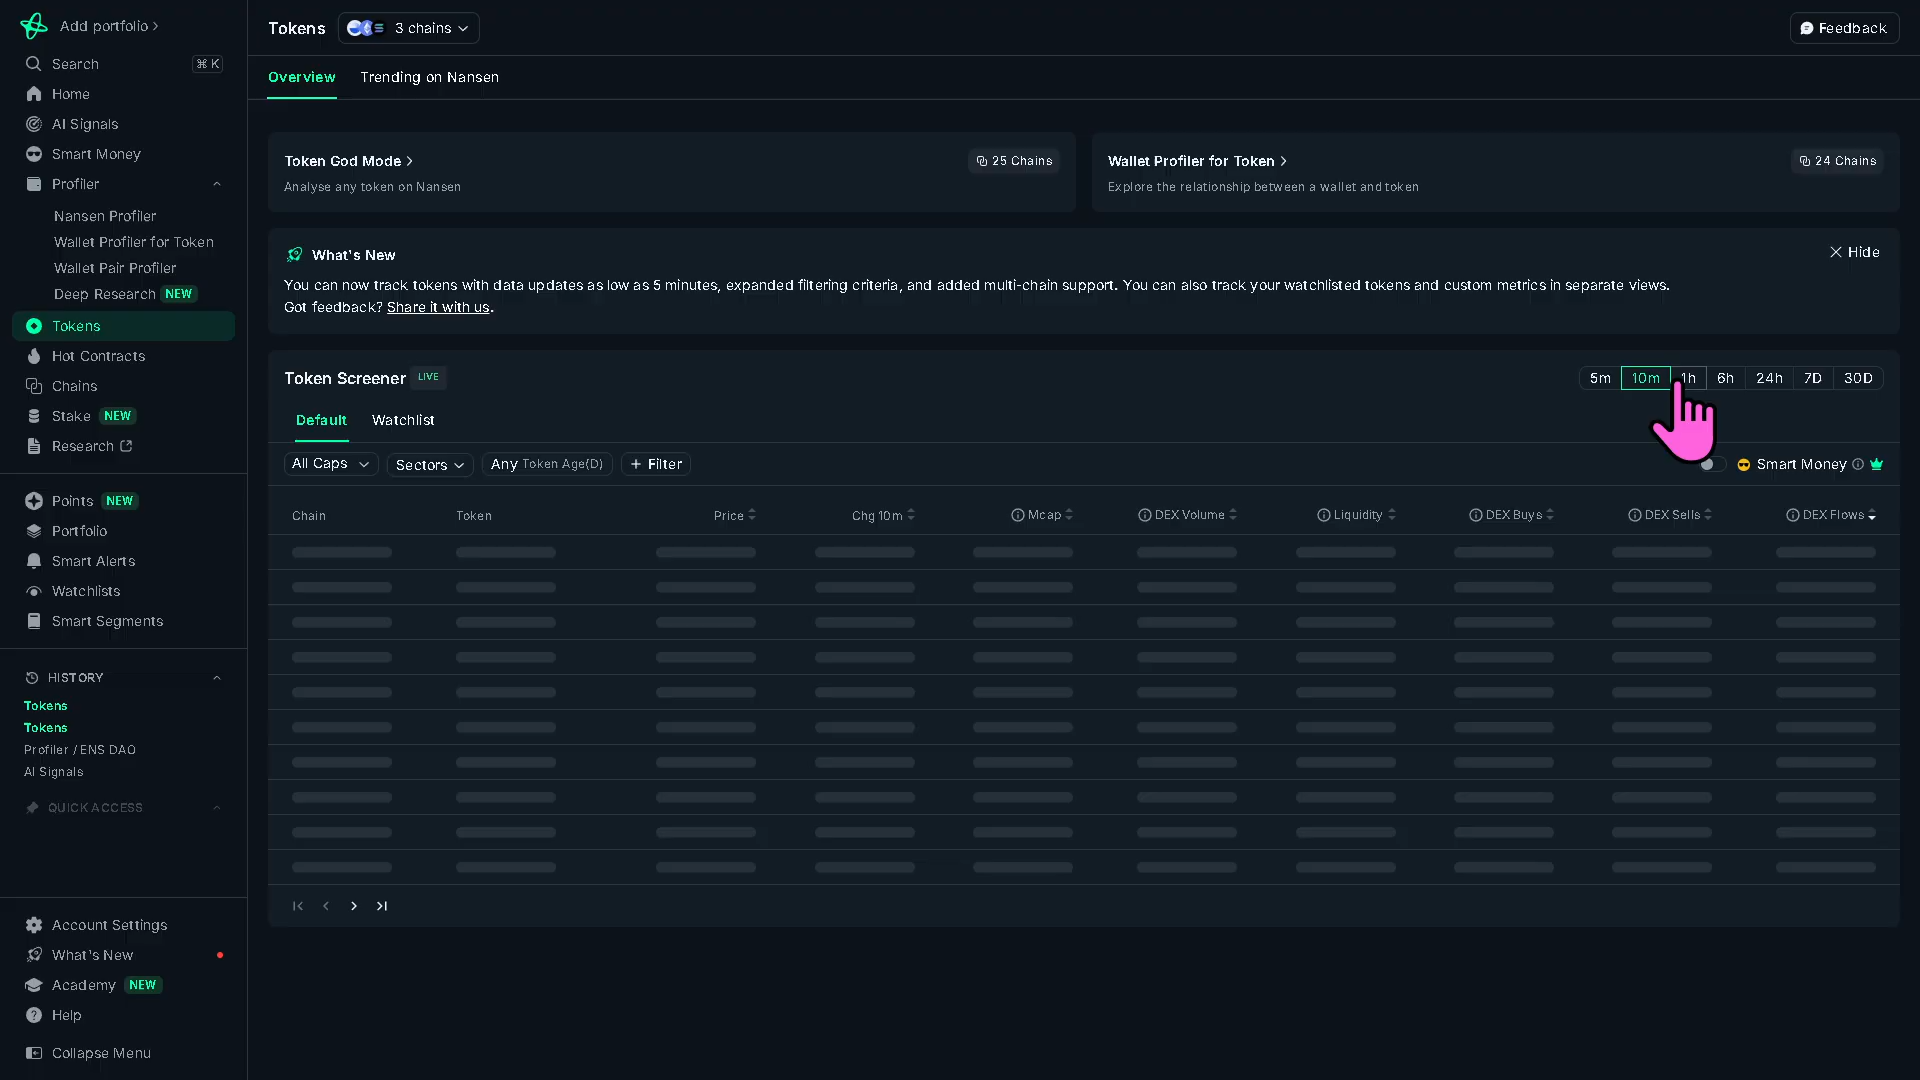 Add portfolio
Search ⌘ K
Home
AI Signals
Smart Money
Profiler
Nansen Profiler
Wallet Profiler for Token
Wallet Pair Profiler
Deep Research NEW
Tokens
Hot Contracts
Chains
Stake NEW
Research
Points NEW
Portfolio
Smart Alerts
Watchlists
Smart Segments
HISTORY
Tokens
Tokens
Profiler / ENS DAO
AI Signals
QUICK ACCESS
Account Settings
What's New
Academy NEW
Help
Collapse Menu
Tokens 3 chains Feedback
Overview Trending on Nansen
Token God Mode 25 Chains
Analyse any token on Nansen
Wallet Profiler for Token 24 Chains
Explore the relationship between a wallet and token
What's New Hide
You can now track tokens with data updates as low as 5 minutes, expanded filtering criteria, and added multi-chain support. You can also track your watchlisted tokens and custom metrics in separate views.
Got feedback? Share it with us.
Token Screener LIVE 5m 10m 1h 6h 24h 7D 30D
Default Watchlist
All Caps Sectors Any Token Age(D) + Filter Smart Money
Chain Token Price Chg 10m Mcap DEX Volume Liquidity DEX Buys DEX Sells DEX Flows